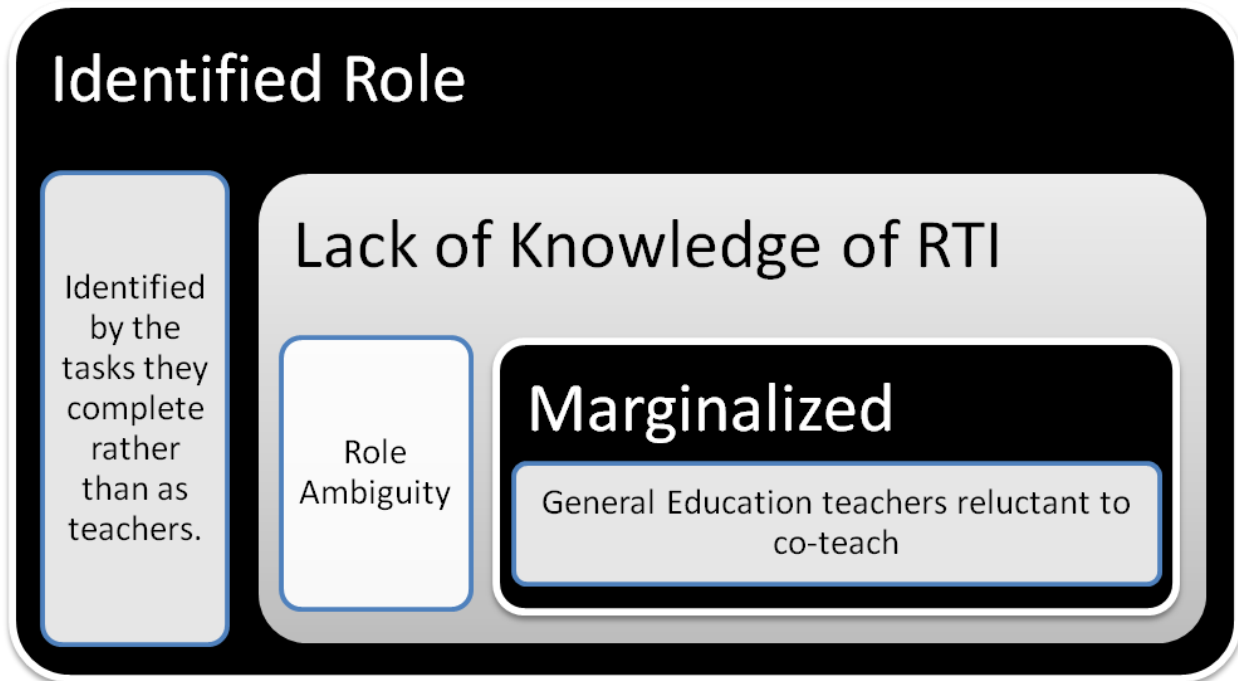 Identified Role
Identified
by the
tasks they
complete
rather
than as
teachers.
Lack of Knowledge of RTI
Role
Ambiguity
Marginalized
General Education teachers reluctant to
co-teach